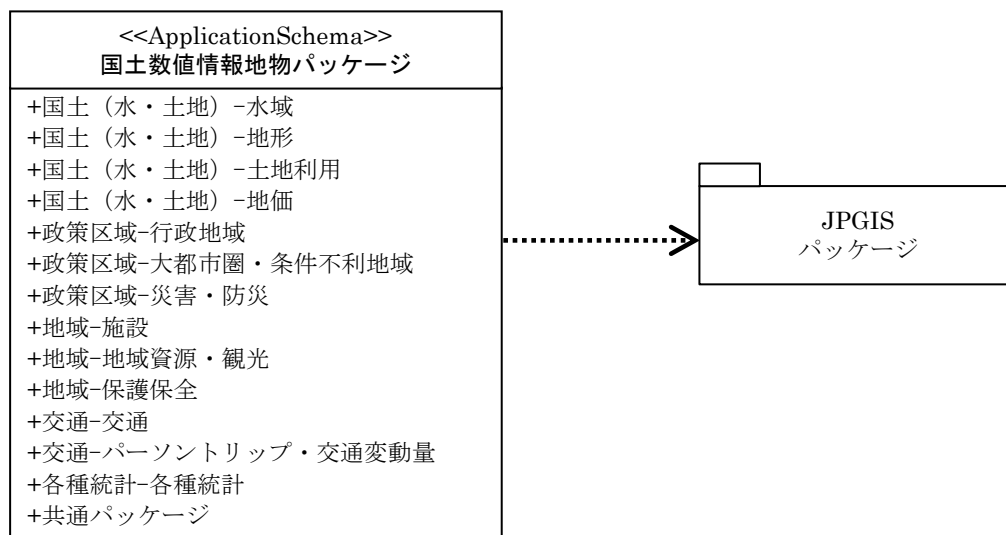 <<ApplicationSchema>>
国土数値情報地物パッケージ
+国土（水・土地）-水域
+国土（水・土地）-地形
+国土（水・土地）-土地利用
+国土（水・土地）-地価
+政策区域-行政地域
+政策区域-大都市圏・条件不利地域
+政策区域-災害・防災
+地域-施設
+地域-地域資源・観光
+地域-保護保全
+交通-交通
+交通-パーソントリップ・交通変動量
+各種統計-各種統計
+共通パッケージ
JPGIS
パッケージ